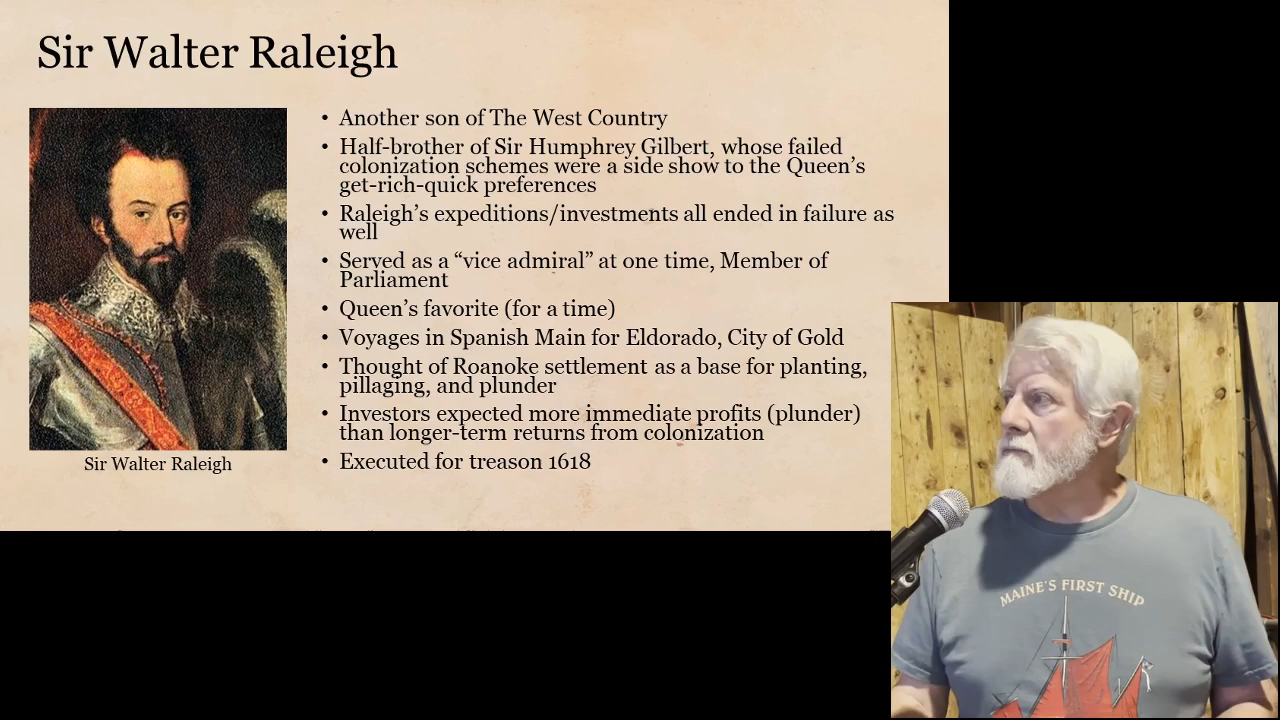 Sir Walter Raleigh
• Another son of The West Country
• Half-brother of Sir Humphrey Gilbert, whose failed
colonization schemes were a side show to the Queen's
get-rich-quick preferences
• Raleigh's expeditions/investments all ended in failure as
well
• Served as a “vice admiral” at one time, Member of
Parliament
• Queen's favorite (for a time)
• Voyages in Spanish Main for Eldorado, City of Gold
• Thought of Roanoke settlement as a base for planting,
pillaging, and plunder
• Investors expected more immediate profits (plunder)
than longer-term returns from colonization
• Executed for treason 1618
Sir Walter Raleigh
MAINE'S FIRST SHIP